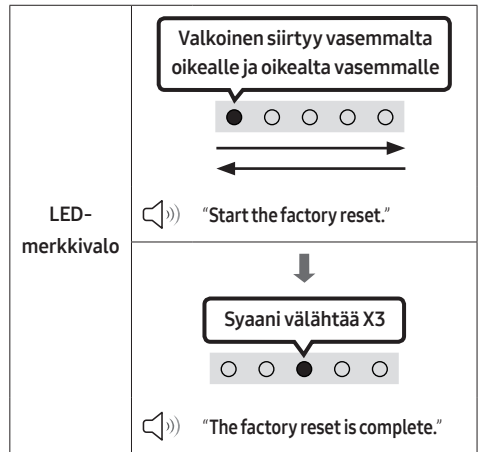 LED-
merkkivalo
Valkoinen siirtyy vasemmalta
oikealle ja oikealta vasemmalle
"Start the factory reset."
Syaani välähtää X3
"The factory reset is complete."